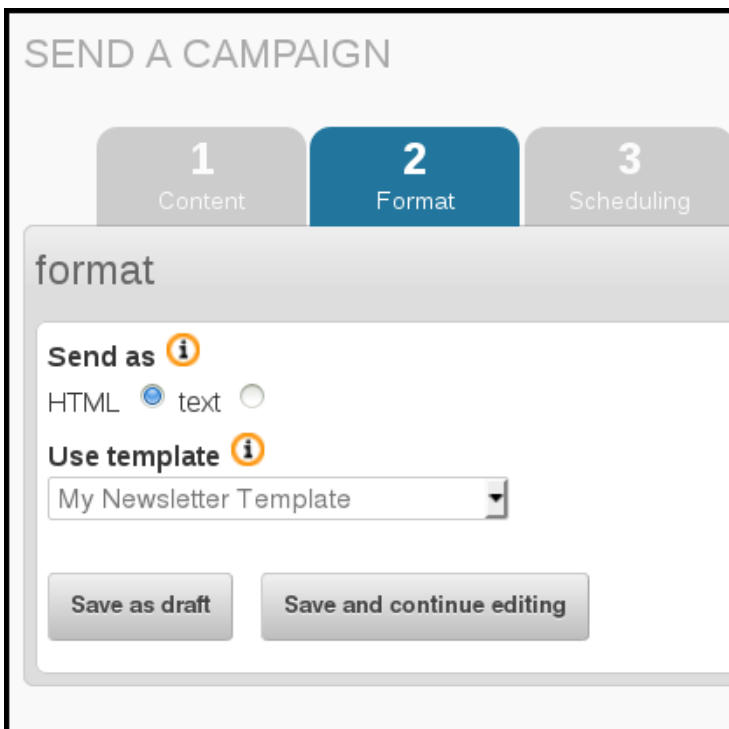 SEND A CAMPAIGN
1 2 3
Content Format Scheduling
format
Send as i
HTML text
Use template i
My Newsletter Template
Save as draft Save and continue editing